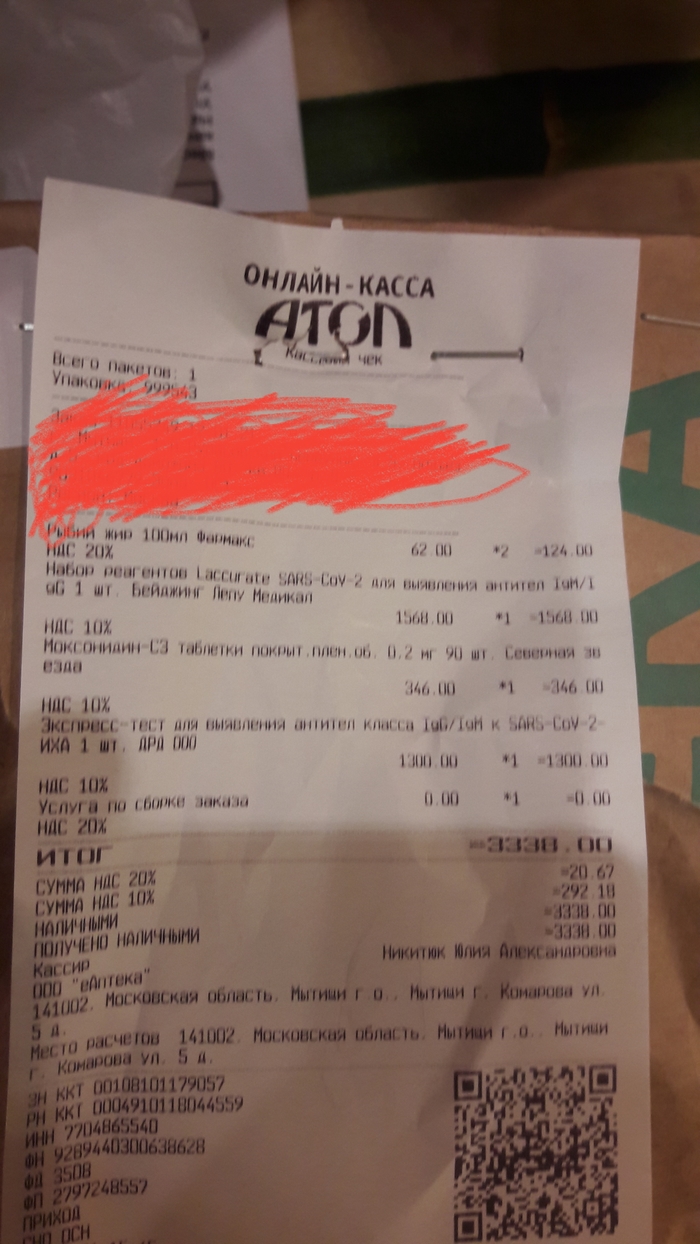 ОНЛАЙН-КАССА
АТОЛ
Кассовый чек
Всего пакетов: 1
Упаковка: 999543
Рыбий жир 100мл Фармакс
62.00 *2 =124.00
НДС 20%
Набор реагентов Laccurate SARS-CoV-2 для выявления антител IgM/I
gG 1 шт. Бейджинг Лепу Медикал
1568.00 *1 =1568.00
НДС 10%
Моксонидин-СЗ таблетки покрыт.плен.об. 0.2 мг 90 шт. Северная зв
езда
346.00 *1 =346.00
НДС 10%
Экспресс-тест для выявления антител класса IgG/IgM к SARS-CoV-2-
ИХА 1 шт. ДРД ООО
1300.00 *1 =1300.00
НДС 10%
Услуга по сборке заказа
0.00 *1 =0.00
НДС 20%
ИТОГ =3338.00
СУММА НДС 20% =20.67
СУММА НДС 10% =292.18
НАЛИЧНЫМИ =3338.00
ПОЛУЧЕНО НАЛИЧНЫМИ =3338.00
Кассир Никитюк Юлия Александровна
ООО "еАптека"
141002. Московская область. Мытищи г.о.. Мытищи г. Комарова ул.
5 д.
Место расчетов 141002. Московская область. Мытищи г.о.. Мытищи
г. Комарова ул. 5 д.
ЗН ККТ 00108101179057
РН ККТ 0004910118044559
ИНН 7704865540
ФН 9289440300638628
ФД 3508
ФП 2797248557
ПРИХОД
СНО ОСН